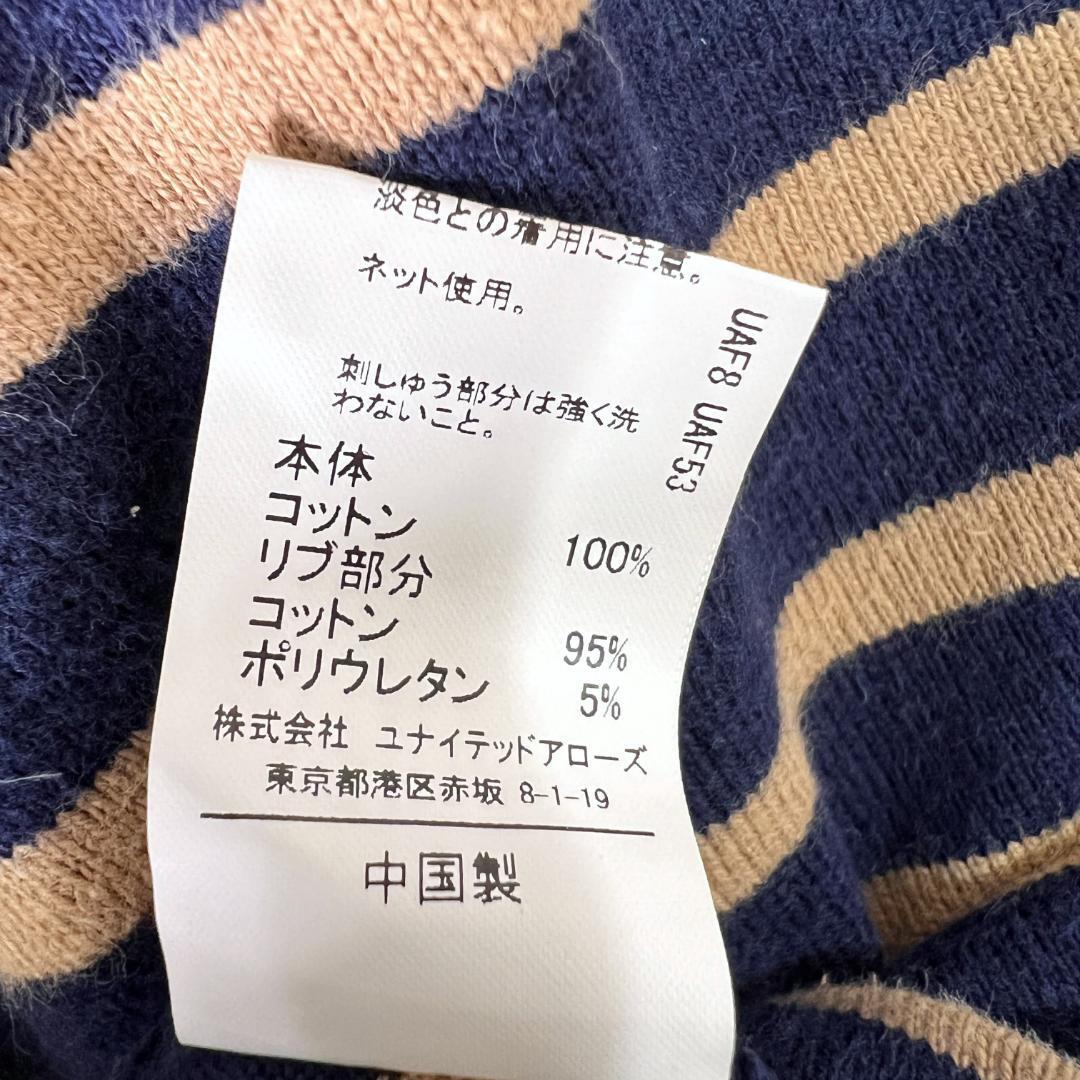 淡色との着用に注意。
ネット使用。
UAF8 UAF53
刺しゅう部分は強く洗
わないこと。
本体
コットン 100%
リブ部分
コットン 95%
ポリウレタン 5%
株式会社 ユナイテッドアローズ
東京都港区赤坂 8-1-19
中国製